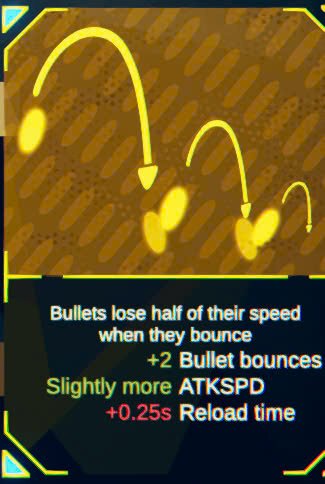 Bullets lose half of their speed
when they bounce
+2 Bullet bounces
Slightly more ATKSPD
+0.25s Reload time